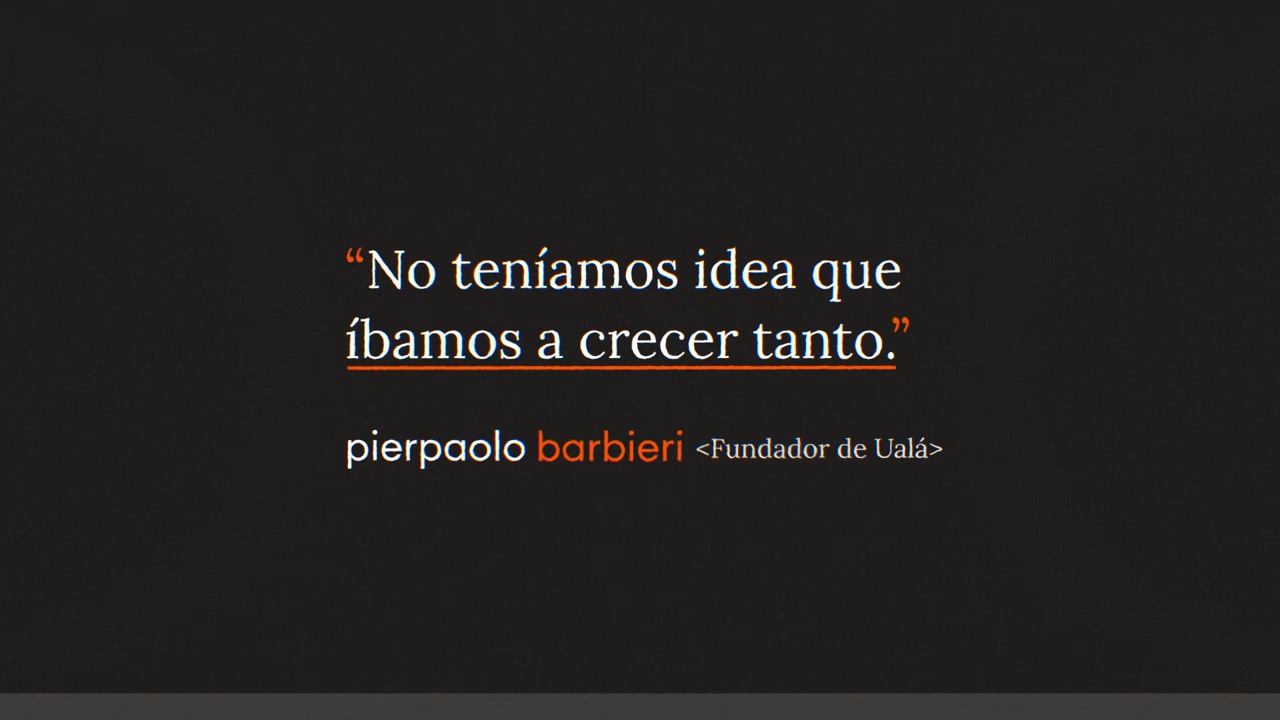 “No teníamos idea que
íbamos a crecer tanto.”
pierpaolo barbieri <Fundador de Ualá>